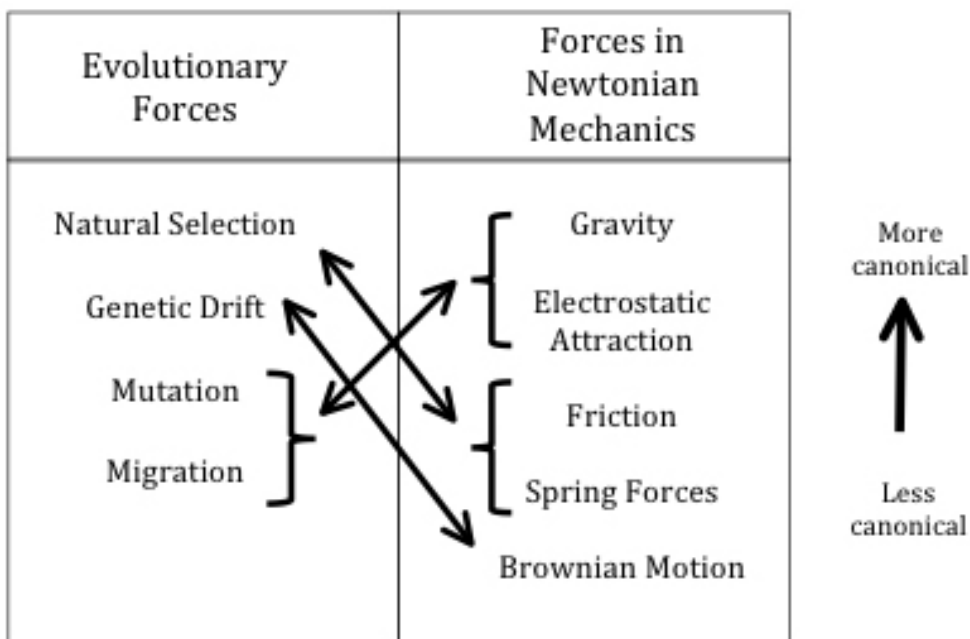 Evolutionary
Forces
Forces in
Newtonian
Mechanics
Natural Selection
Genetic Drift
Mutation
Migration
Gravity
Electrostatic
Attraction
Friction
Spring Forces
Brownian Motion
More
canonical
Less
canonical